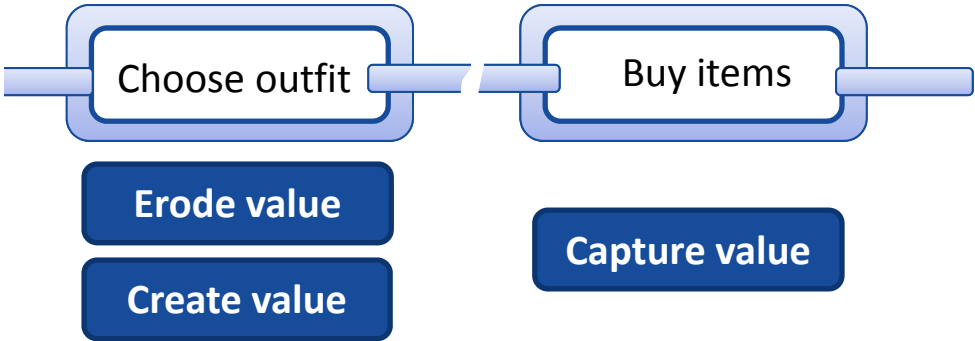 Choose outfit
Buy items
Erode value
Capture value
Create value